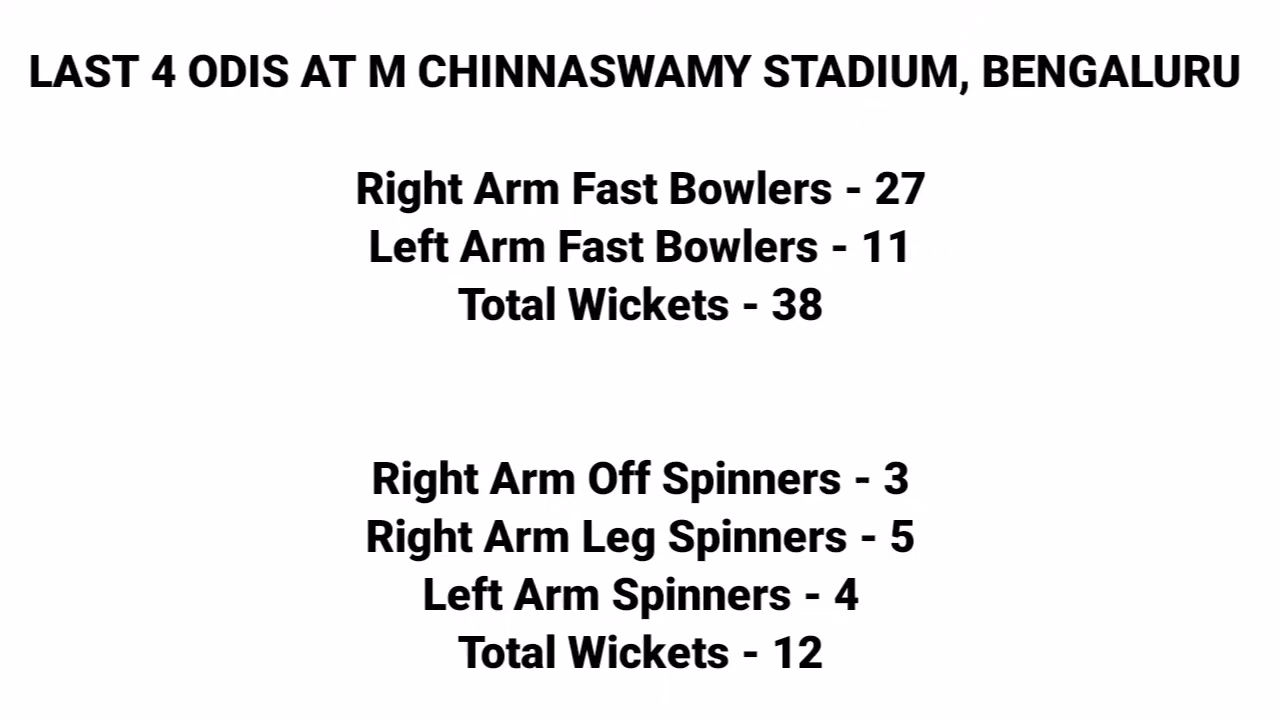 LAST 4 ODIS AT M CHINNASWAMY STADIUM, BENGALURU
Right Arm Fast Bowlers - 27
Left Arm Fast Bowlers - 11
Total Wickets - 38
Right Arm Off Spinners - 3
Right Arm Leg Spinners - 5
Left Arm Spinners - 4
Total Wickets - 12